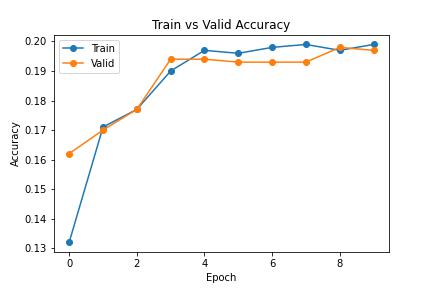 Train vs Valid Accuracy
Train
Valid
0.20
0.19
0.18
0.17
0.16
0.15
0.14
0.13
Accuracy
0 2 4 6 8
Epoch